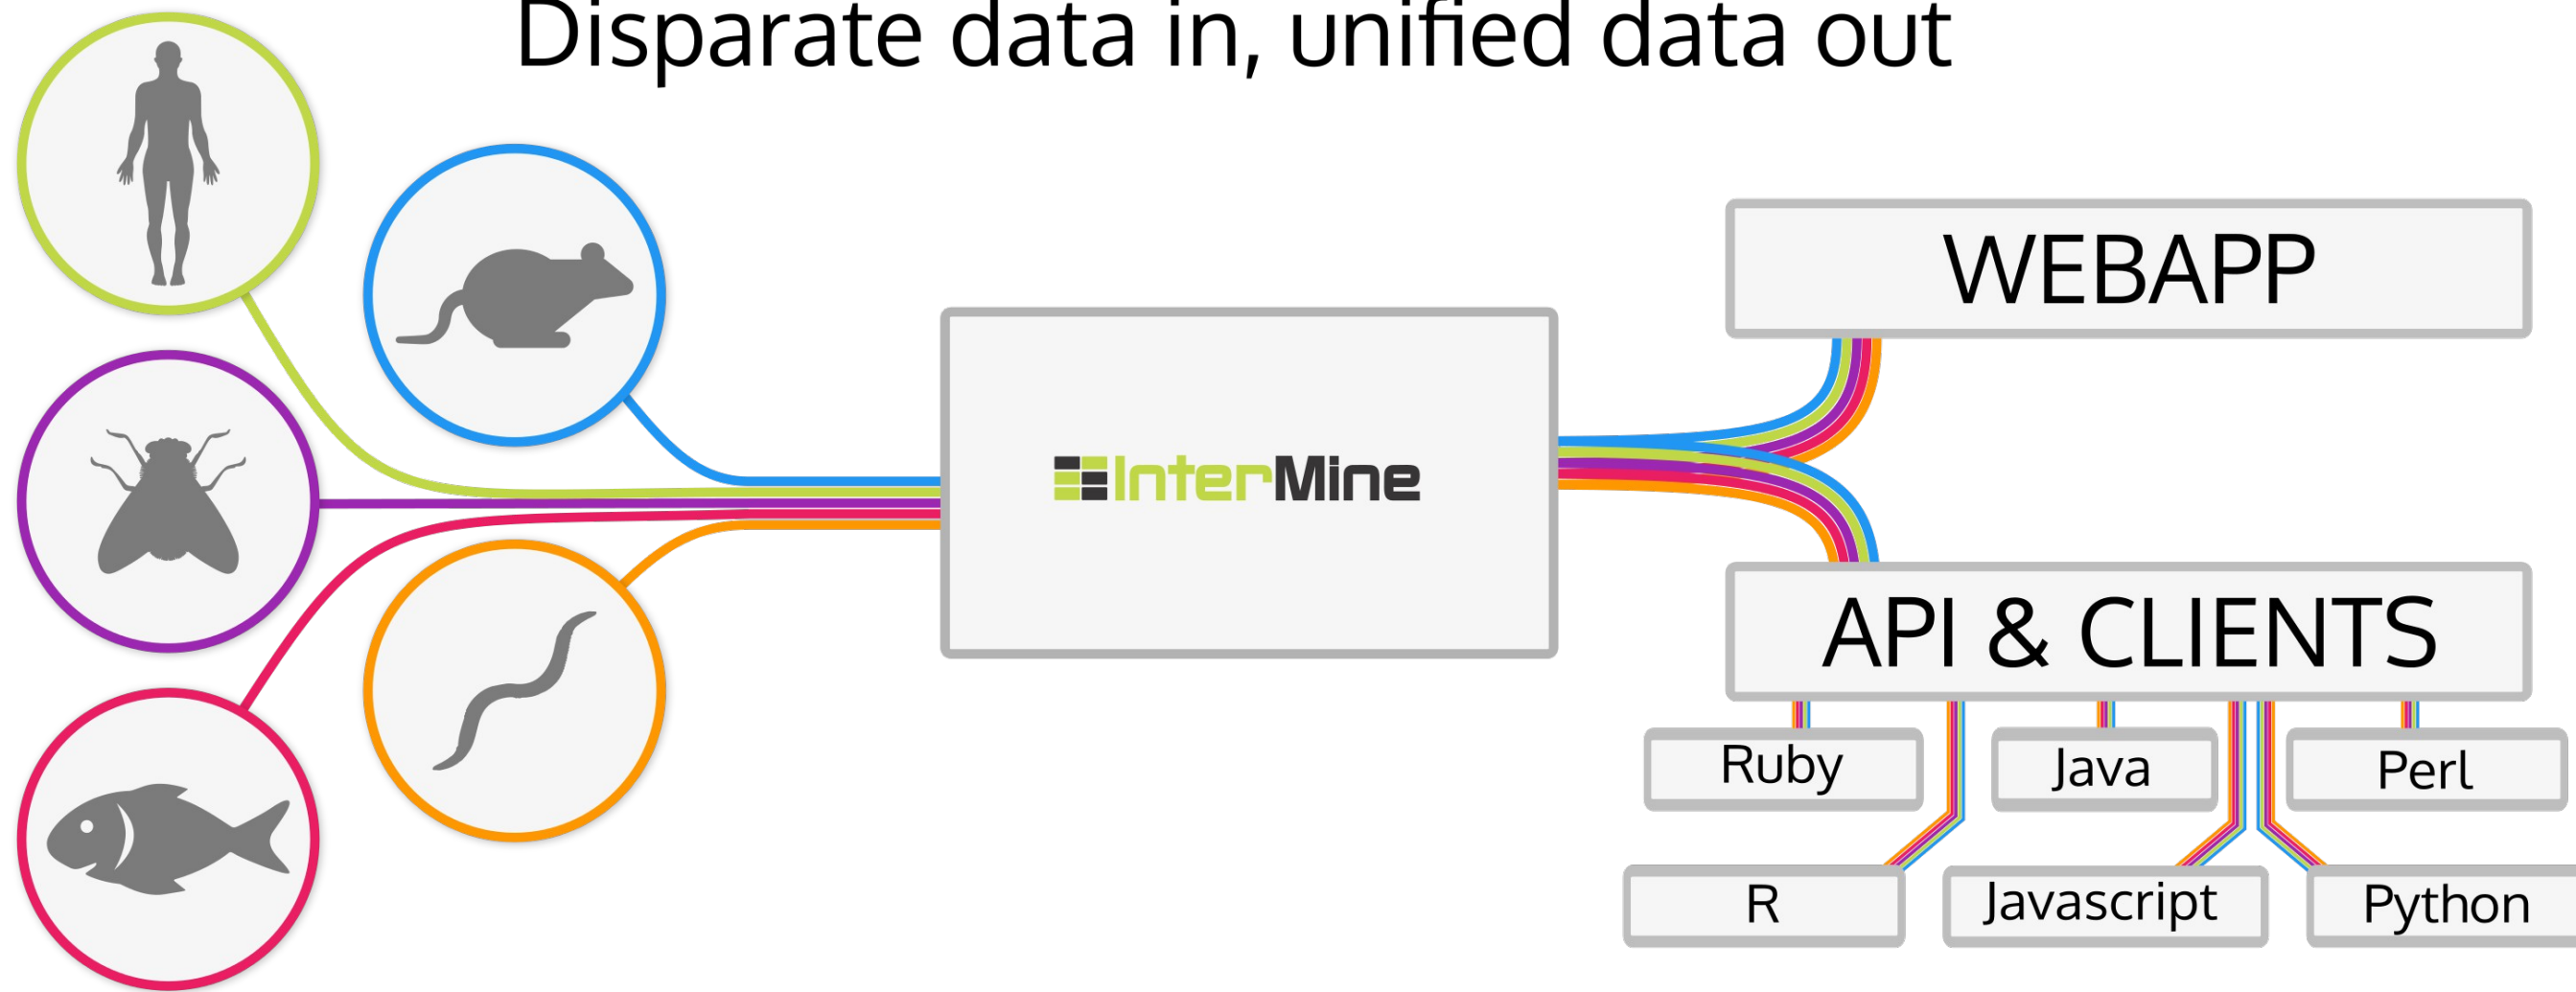 Disparate data in, unified data out
WEBAPP
InterMine
API & CLIENTS
Ruby
Java
Perl
R
Javascript
Python